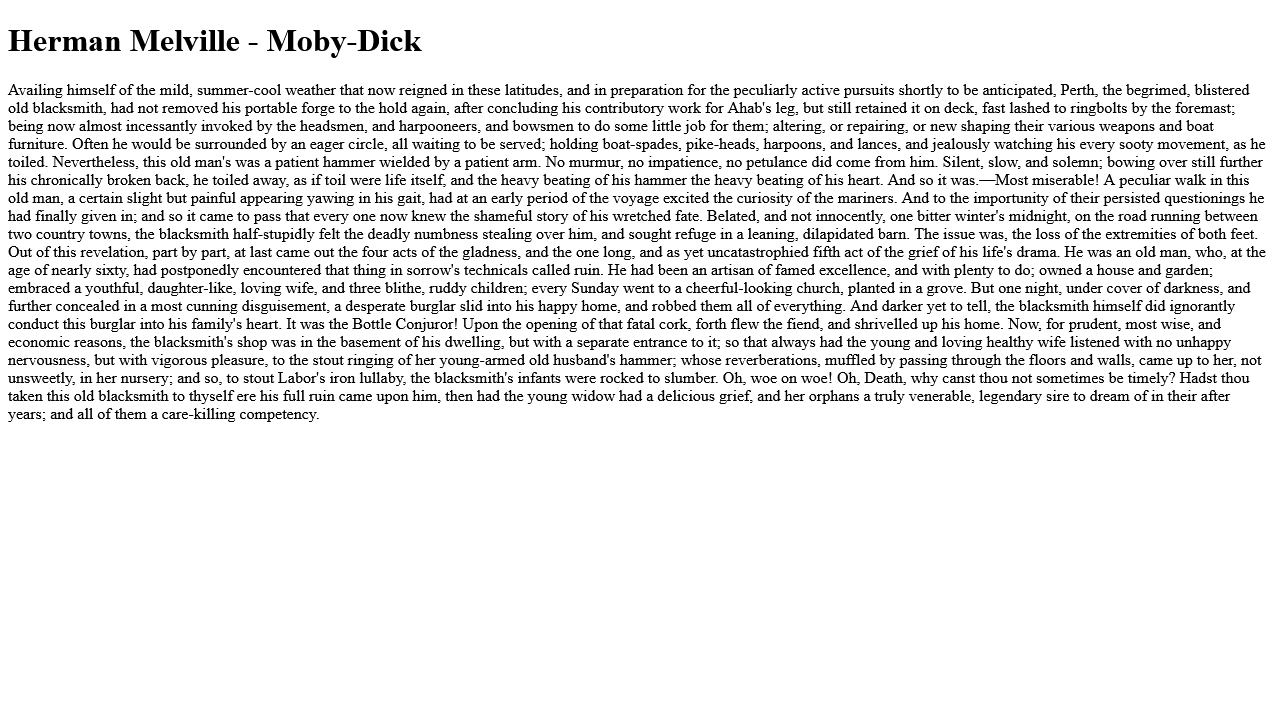 Herman Melville - Moby-Dick
Availing himself of the mild, summer-cool weather that now reigned in these latitudes, and in preparation for the peculiarly active pursuits shortly to be anticipated, Perth, the begrimed, blistered
old blacksmith, had not removed his portable forge to the hold again, after concluding his contributory work for Ahab's leg, but still retained it on deck, fast lashed to ringbolts by the foremast;
being now almost incessantly invoked by the headsmen, and harpooneers, and bowsmen to do some little job for them; altering, or repairing, or new shaping their various weapons and boat
furniture. Often he would be surrounded by an eager circle, all waiting to be served; holding boat-spades, pike-heads, harpoons, and lances, and jealously watching his every sooty movement, as he
toiled. Nevertheless, this old man's was a patient hammer wielded by a patient arm. No murmur, no impatience, no petulance did come from him. Silent, slow, and solemn; bowing over still further
his chronically broken back, he toiled away, as if toil were life itself, and the heavy beating of his hammer the heavy beating of his heart. And so it was.—Most miserable! A peculiar walk in this
old man, a certain slight but painful appearing yawing in his gait, had at an early period of the voyage excited the curiosity of the mariners. And to the importunity of their persisted questionings he
had finally given in; and so it came to pass that every one now knew the shameful story of his wretched fate. Belated, and not innocently, one bitter winter's midnight, on the road running between
two country towns, the blacksmith half-stupidly felt the deadly numbness stealing over him, and sought refuge in a leaning, dilapidated barn. The issue was, the loss of the extremities of both feet.
Out of this revelation, part by part, at last came out the four acts of the gladness, and the one long, and as yet uncatastrophied fifth act of the grief of his life's drama. He was an old man, who, at the
age of nearly sixty, had postponedly encountered that thing in sorrow's technicals called ruin. He had been an artisan of famed excellence, and with plenty to do; owned a house and garden;
embraced a youthful, daughter-like, loving wife, and three blithe, ruddy children; every Sunday went to a cheerful-looking church, planted in a grove. But one night, under cover of darkness, and
further concealed in a most cunning disguisement, a desperate burglar slid into his happy home, and robbed them all of everything. And darker yet to tell, the blacksmith himself did ignorantly
conduct this burglar into his family's heart. It was the Bottle Conjuror! Upon the opening of that fatal cork, forth flew the fiend, and shrivelled up his home. Now, for prudent, most wise, and
economic reasons, the blacksmith's shop was in the basement of his dwelling, but with a separate entrance to it; so that always had the young and loving healthy wife listened with no unhappy
nervousness, but with vigorous pleasure, to the stout ringing of her young-armed old husband's hammer; whose reverberations, muffled by passing through the floors and walls, came up to her, not
unsweetly, in her nursery; and so, to stout Labor's iron lullaby, the blacksmith's infants were rocked to slumber. Oh, woe on woe! Oh, Death, why canst thou not sometimes be timely? Hadst thou
taken this old blacksmith to thyself ere his full ruin came upon him, then had the young widow had a delicious grief, and her orphans a truly venerable, legendary sire to dream of in their after
years; and all of them a care-killing competency.